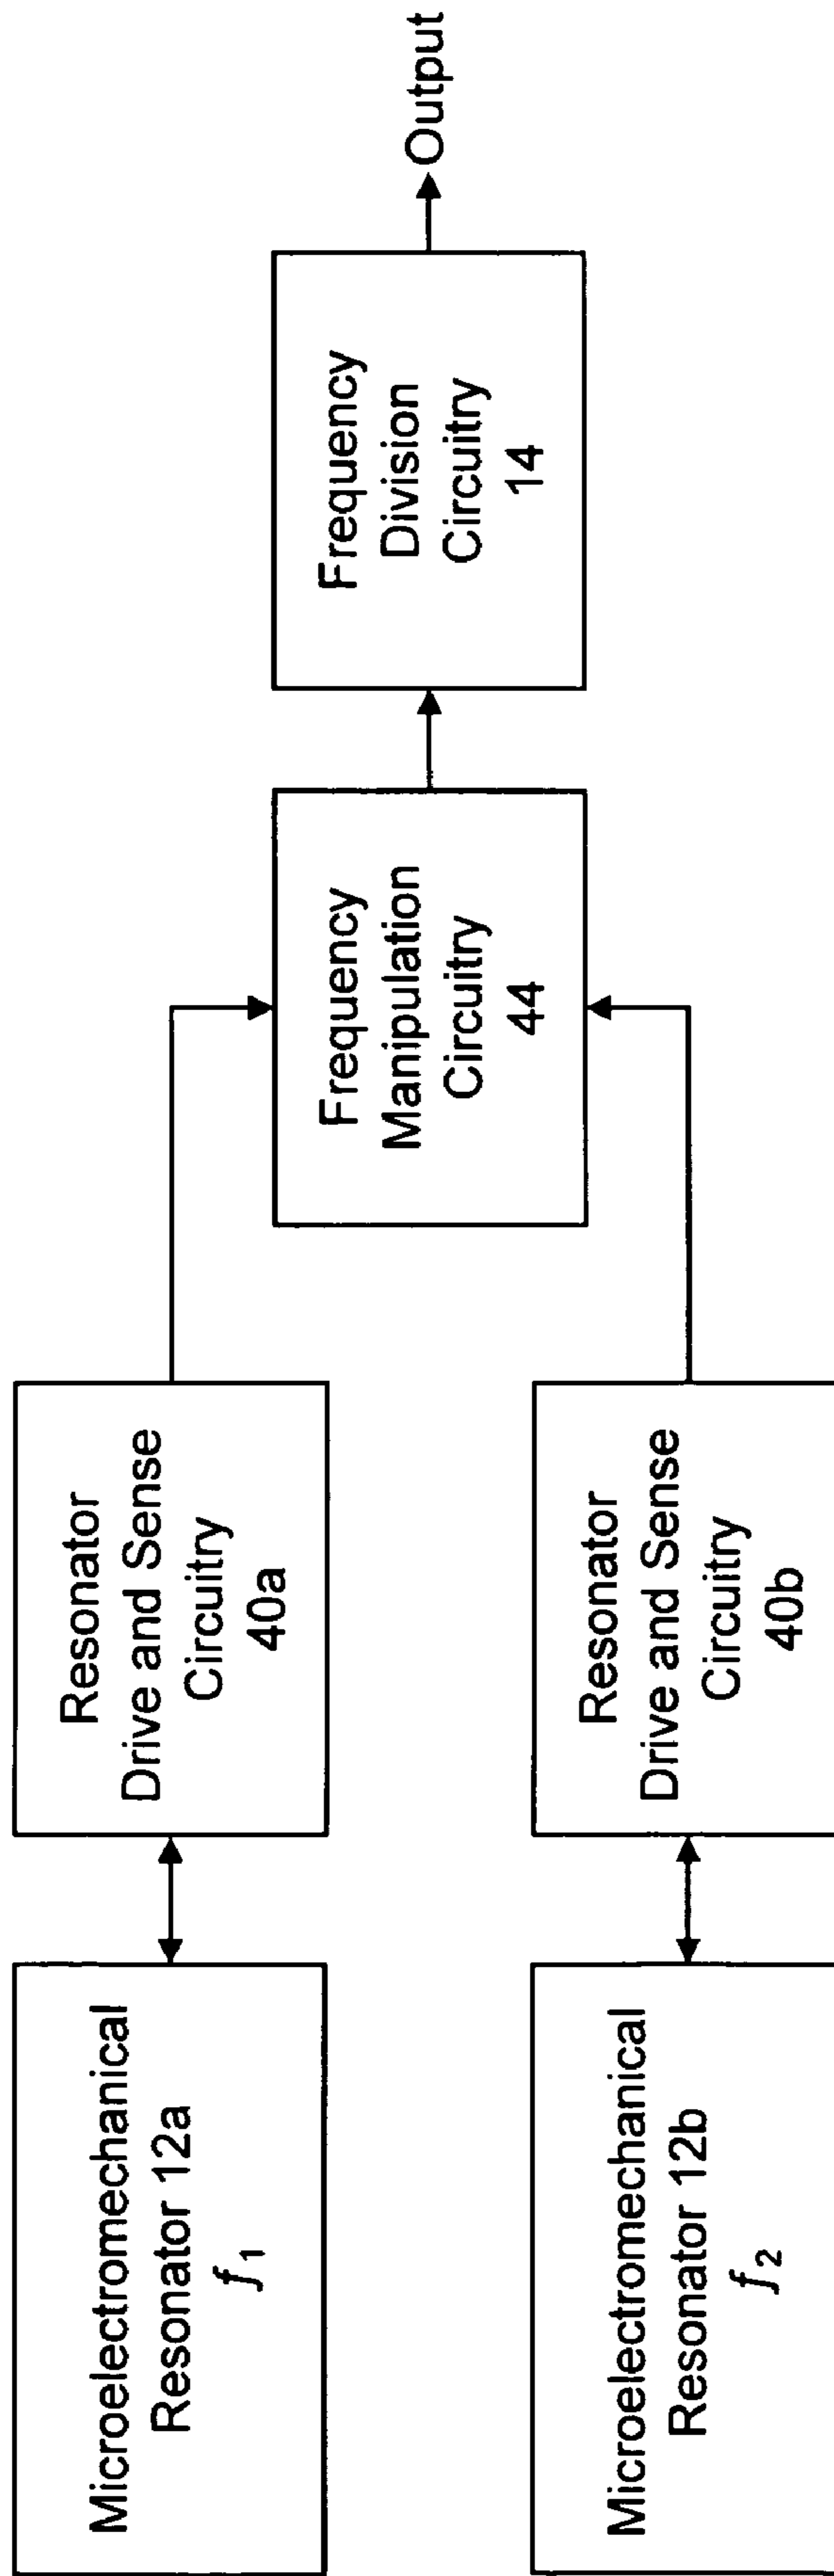 Microelectromechanical
Resonator 12a
f1
Resonator
Drive and Sense
Circuitry
40a
Microelectromechanical
Resonator 12b
f2
Resonator
Drive and Sense
Circuitry
40b
Frequency
Manipulation
Circuitry
44
Frequency
Division
Circuitry
14
Output